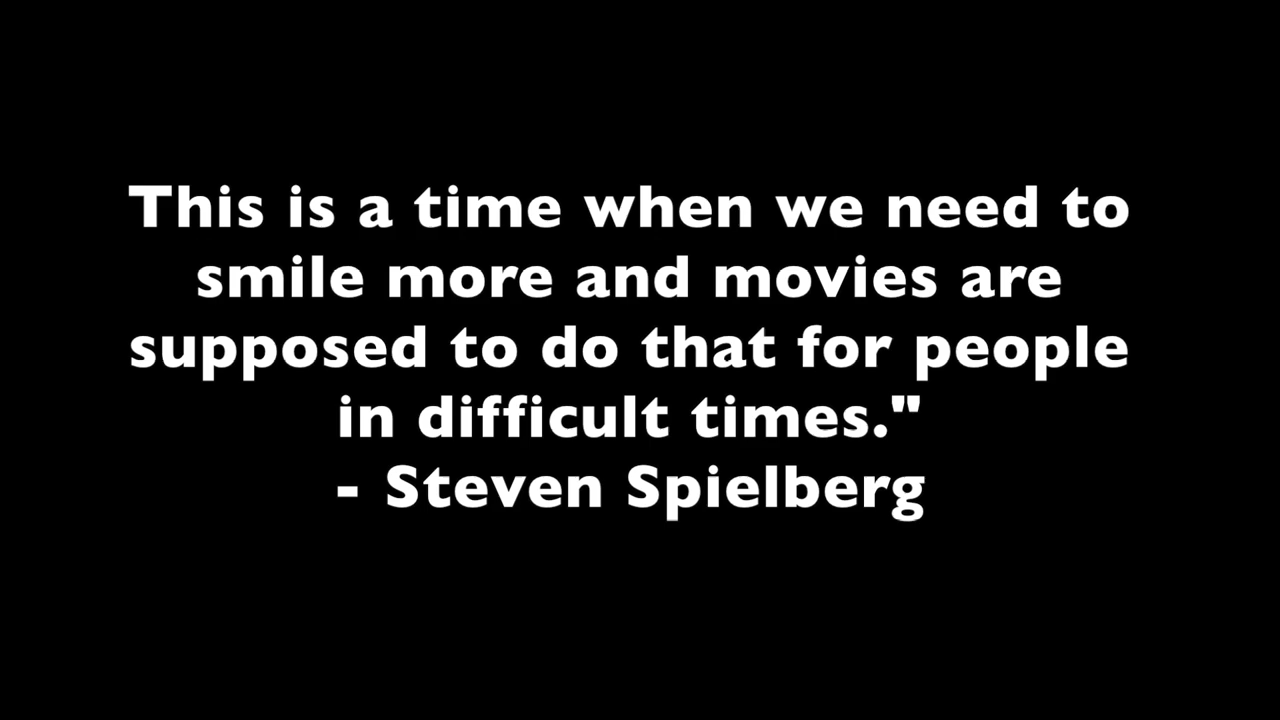 This is a time when we need to
smile more and movies are
supposed to do that for people
in difficult times."
- Steven Spielberg